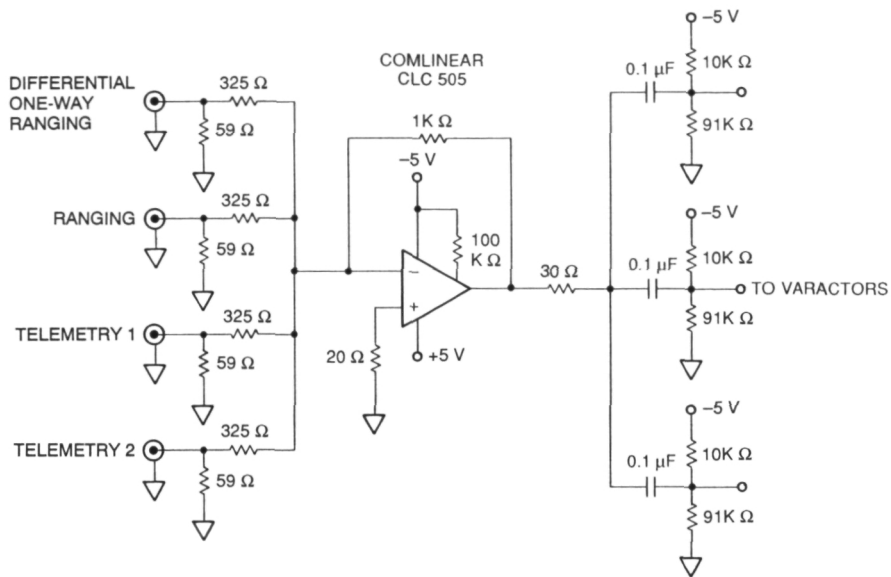 COMLINEAR
CLC 505
DIFFERENTIAL
ONE-WAY
RANGING
325 Ω
59 Ω
RANGING
325 Ω
59 Ω
TELEMETRY 1
325 Ω
59 Ω
TELEMETRY 2
325 Ω
59 Ω
1K Ω
–5 V
100
K Ω
–
+
20 Ω
+5 V
30 Ω
–5 V
0.1 µF
10K Ω
91K Ω
–5 V
0.1 µF
10K Ω
TO VARACTORS
91K Ω
–5 V
0.1 µF
10K Ω
91K Ω